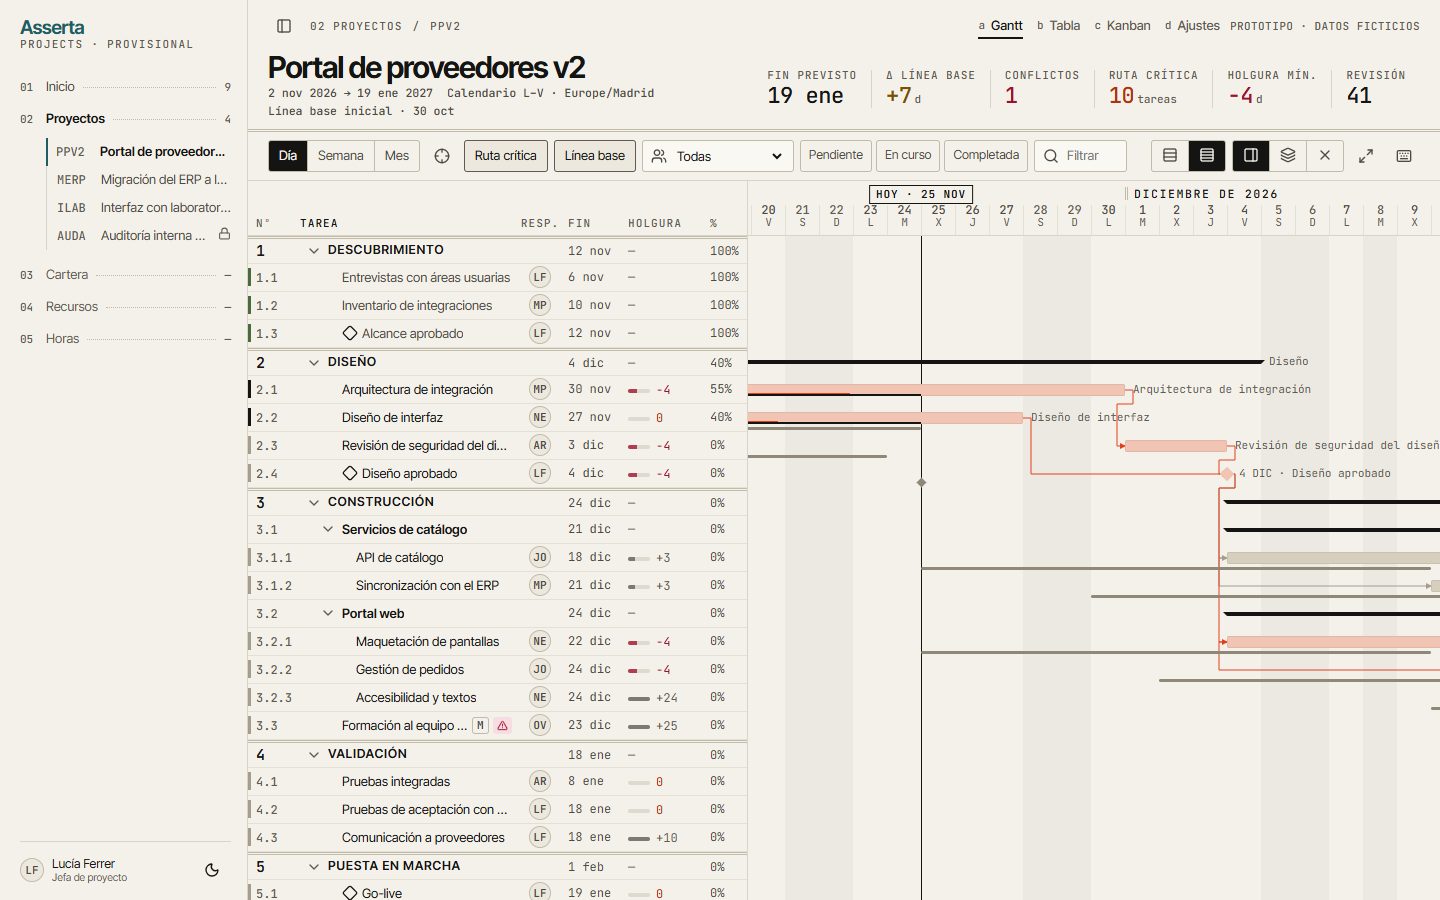 Asserta
PROJECTS · PROVISIONAL
01 Inicio 9
02 Proyectos 4
PPV2 Portal de proveedor...
MERP Migración del ERP a l...
ILAB Interfaz con laborator...
AUDA Auditoría interna ...
03 Cartera –
04 Recursos –
05 Horas –
LF Lucía Ferrer
Jefa de proyecto
02 PROYECTOS / PPV2
a Gantt b Tabla c Kanban d Ajustes PROTOTIPO · DATOS FICTICIOS
Portal de proveedores v2
2 nov 2026 → 19 ene 2027 Calendario L–V · Europe/Madrid
Línea base inicial · 30 oct
FIN PREVISTO Δ LÍNEA BASE CONFLICTOS RUTA CRÍTICA HOLGURA MÍN. REVISIÓN
19 ene +7 d 1 10 tareas -4 d 41
Día Semana Mes Ruta crítica Línea base Todas Pendiente En curso Completada Filtrar
HOY · 25 NOV DICIEMBRE DE 2026
20 21 22 23 24 25 26 27 28 29 30 1 2 3 4 5 6 7 8 9
V S D L M X J V S D L M X J V S D L M X
N° TAREA RESP. FIN HOLGURA %
1 DESCUBRIMIENTO 12 nov – 100%
1.1 Entrevistas con áreas usuarias LF 6 nov – 100%
1.2 Inventario de integraciones MP 10 nov – 100%
1.3 Alcance aprobado LF 12 nov – 100%
2 DISEÑO 4 dic – 40% Diseño
2.1 Arquitectura de integración MP 30 nov -4 55% Arquitectura de integración
2.2 Diseño de interfaz NE 27 nov 0 40% Diseño de interfaz
2.3 Revisión de seguridad del di... AR 3 dic -4 0% Revisión de seguridad del diseñ
2.4 Diseño aprobado LF 4 dic -4 0% 4 DIC · Diseño aprobado
3 CONSTRUCCIÓN 24 dic – 0%
3.1 Servicios de catálogo 21 dic – 0%
3.1.1 API de catálogo JO 18 dic +3 0%
3.1.2 Sincronización con el ERP MP 21 dic +3 0%
3.2 Portal web 24 dic – 0%
3.2.1 Maquetación de pantallas NE 22 dic -4 0%
3.2.2 Gestión de pedidos JO 24 dic -4 0%
3.2.3 Accesibilidad y textos NE 24 dic +24 0%
3.3 Formación al equipo ... M OV 23 dic +25 0%
4 VALIDACIÓN 18 ene – 0%
4.1 Pruebas integradas AR 8 ene 0 0%
4.2 Pruebas de aceptación con ... LF 18 ene 0 0%
4.3 Comunicación a proveedores LF 18 ene +10 0%
5 PUESTA EN MARCHA 1 feb – 0%
5.1 Go-live LF 19 ene 0 0%